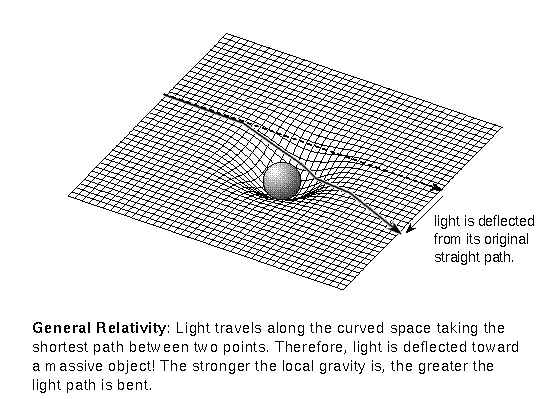 light is deflected
from its original
straight path.
General Relativity: Light travels along the curved space taking the
shortest path between two points. Therefore, light is deflected toward
a massive object! The stronger the local gravity is, the greater the
light path is bent.